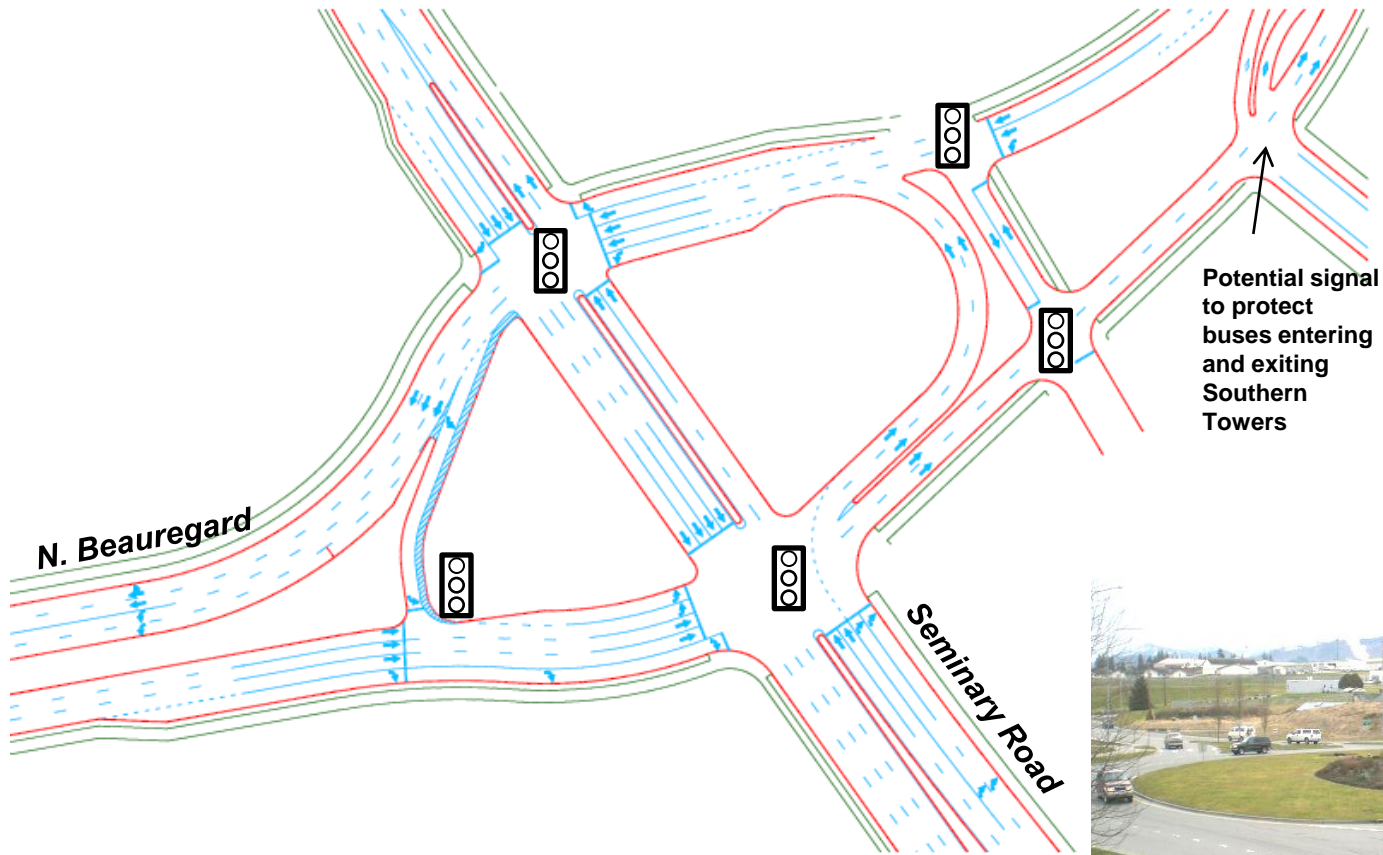 Potential signal
to protect
buses entering
and exiting
Southern
Towers
N. Beauregard
Seminary Road